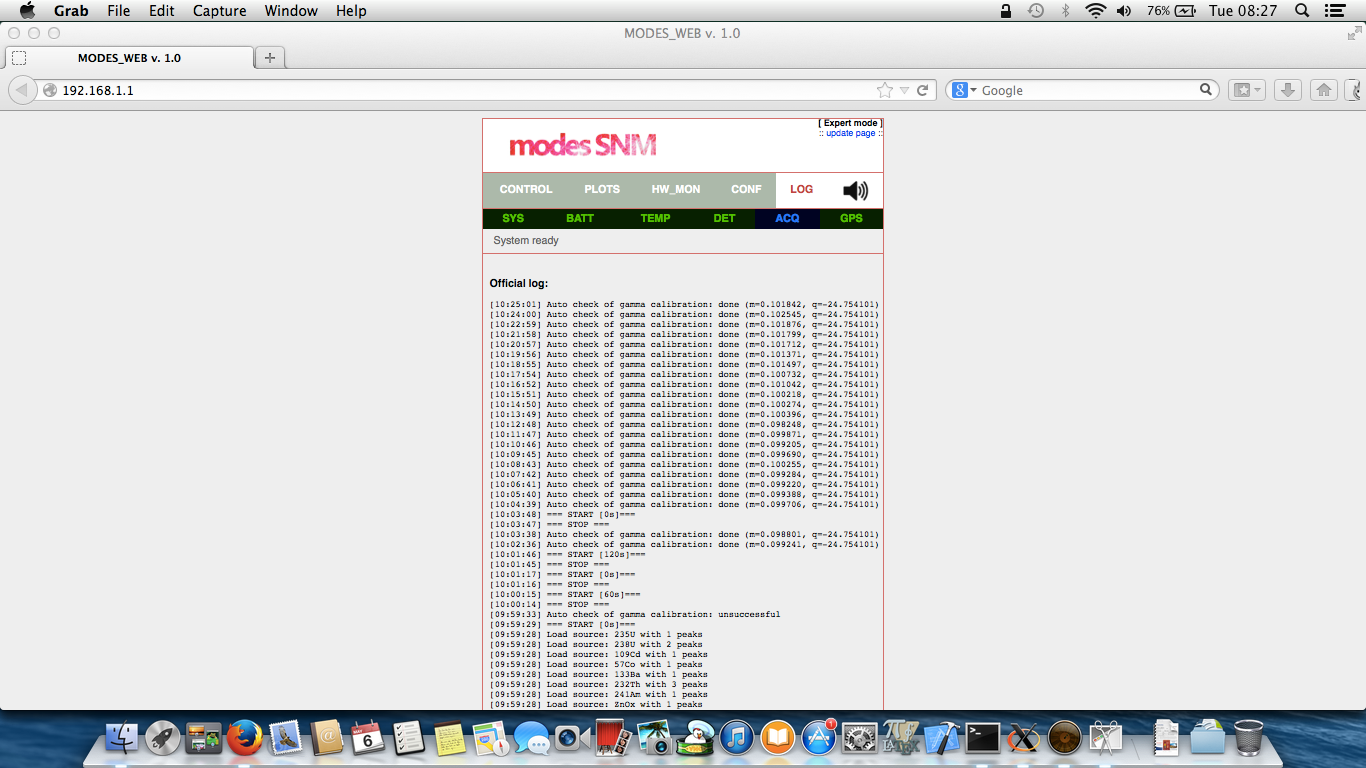 Grab File Edit Capture Window Help 76% Tue 08:27
MODES_WEB v. 1.0
MODES_WEB v. 1.0
192.168.1.1 Google
[ Expert mode ]
:: update page ::
modes SNM
CONTROL PLOTS HW_MON CONF LOG
SYS BATT TEMP DET ACQ GPS
System ready
Official log:
[10:25:01] Auto check of gamma calibration: done (m=0.101842, q=-24.754101)
[10:24:00] Auto check of gamma calibration: done (m=0.102545, q=-24.754101)
[10:22:59] Auto check of gamma calibration: done (m=0.101876, q=-24.754101)
[10:21:58] Auto check of gamma calibration: done (m=0.101799, q=-24.754101)
[10:20:57] Auto check of gamma calibration: done (m=0.101712, q=-24.754101)
[10:19:56] Auto check of gamma calibration: done (m=0.101371, q=-24.754101)
[10:18:55] Auto check of gamma calibration: done (m=0.101497, q=-24.754101)
[10:17:54] Auto check of gamma calibration: done (m=0.100732, q=-24.754101)
[10:16:52] Auto check of gamma calibration: done (m=0.101042, q=-24.754101)
[10:15:51] Auto check of gamma calibration: done (m=0.100218, q=-24.754101)
[10:14:50] Auto check of gamma calibration: done (m=0.100274, q=-24.754101)
[10:13:49] Auto check of gamma calibration: done (m=0.100396, q=-24.754101)
[10:12:48] Auto check of gamma calibration: done (m=0.098248, q=-24.754101)
[10:11:47] Auto check of gamma calibration: done (m=0.099871, q=-24.754101)
[10:10:46] Auto check of gamma calibration: done (m=0.099205, q=-24.754101)
[10:09:45] Auto check of gamma calibration: done (m=0.099690, q=-24.754101)
[10:08:43] Auto check of gamma calibration: done (m=0.100255, q=-24.754101)
[10:07:42] Auto check of gamma calibration: done (m=0.099284, q=-24.754101)
[10:06:41] Auto check of gamma calibration: done (m=0.099220, q=-24.754101)
[10:05:40] Auto check of gamma calibration: done (m=0.099388, q=-24.754101)
[10:04:39] Auto check of gamma calibration: done (m=0.099706, q=-24.754101)
[10:03:48] === START [0s]===
[10:03:47] === STOP ===
[10:03:38] Auto check of gamma calibration: done (m=0.098801, q=-24.754101)
[10:02:36] Auto check of gamma calibration: done (m=0.099241, q=-24.754101)
[10:01:46] === START [120s]===
[10:01:45] === STOP ===
[10:01:17] === START [0s]===
[10:01:16] === STOP ===
[10:00:15] === START [60s]===
[10:00:14] === STOP ===
[09:59:33] Auto check of gamma calibration: unsuccessful
[09:59:29] === START [0s]===
[09:59:28] Load source: 235U with 1 peaks
[09:59:28] Load source: 238U with 2 peaks
[09:59:28] Load source: 109Cd with 1 peaks
[09:59:28] Load source: 57Co with 1 peaks
[09:59:28] Load source: 133Ba with 1 peaks
[09:59:28] Load source: 232Th with 3 peaks
[09:59:28] Load source: 241Am with 1 peaks
[09:59:28] Load source: ZnOx with 1 peaks
MAY
6
1